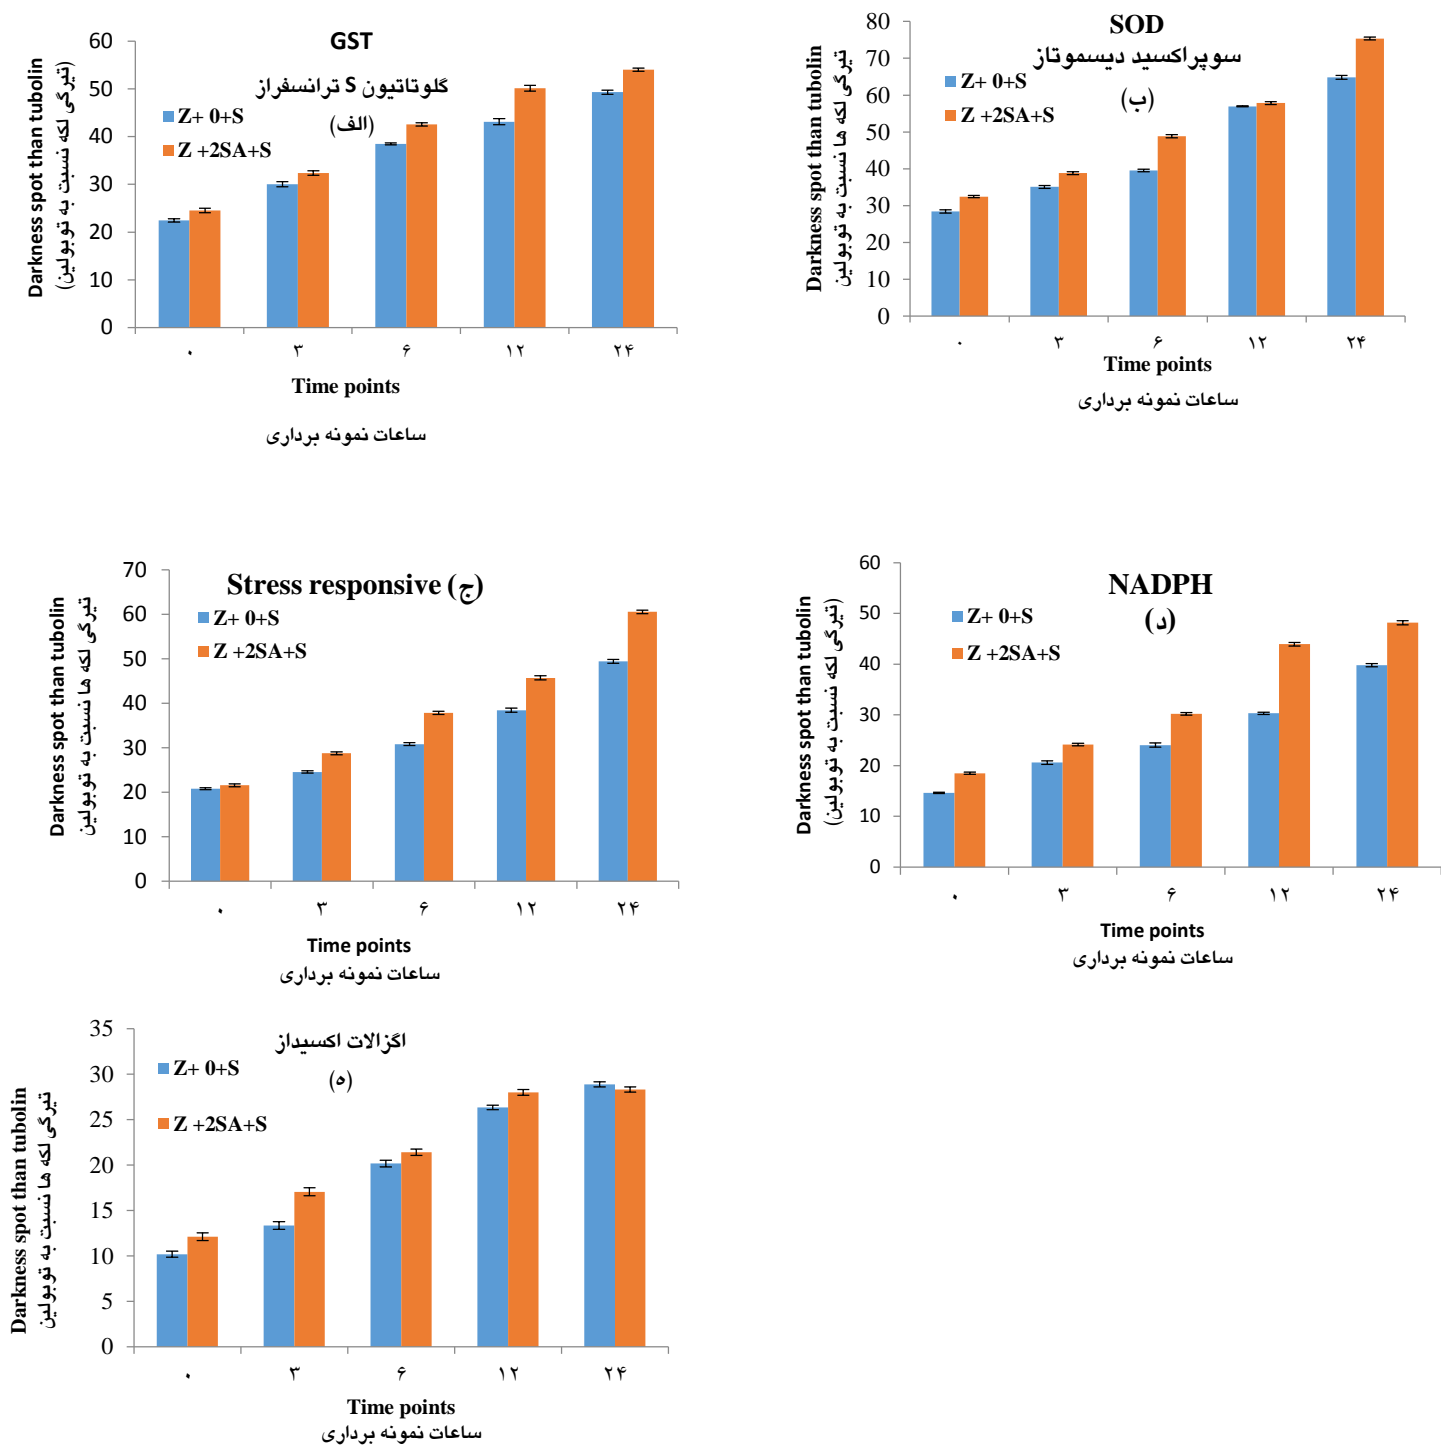 GST
گلوتاتیون S ترانسفراز
(الف)
Z+ 0+S
Z +2SA+S
Darkness spot than tubolin
(تیرگی لکه نسبت به توبولین)
60
50
40
30
20
10
0
۰ ۳ ۶ ۱۲ ۲۴
Time points
ساعات نمونه برداری
SOD
سوپراکسید دیسموتاز
(ب)
Z+ 0+S
Z +2SA+S
Darkness spot than tubolin
تیرگی لکه ها نسبت به توبولین
80
70
60
50
40
30
20
10
0
۰ ۳ ۶ ۱۲ ۲۴
Time points
ساعات نمونه برداری
Stress responsive (ج)
Z+ 0+S
Z +2SA+S
Darkness spot than tubolin
تیرگی لکه ها نسبت به توبولین
70
60
50
40
30
20
10
0
۰ ۳ ۶ ۱۲ ۲۴
Time points
ساعات نمونه برداری
NADPH
(د)
Z+ 0+S
Z +2SA+S
Darkness spot than tubolin
(تیرگی لکه نسبت به توبولین)
60
50
40
30
20
10
0
۰ ۳ ۶ ۱۲ ۲۴
Time points
ساعات نمونه برداری
اگزالات اکسیداز
(ه)
Z+ 0+S
Z +2SA+S
Darkness spot than tubolin
تیرگی لکه ها نسبت به توبولین
35
30
25
20
15
10
5
0
۰ ۳ ۶ ۱۲ ۲۴
Time points
ساعات نمونه برداری